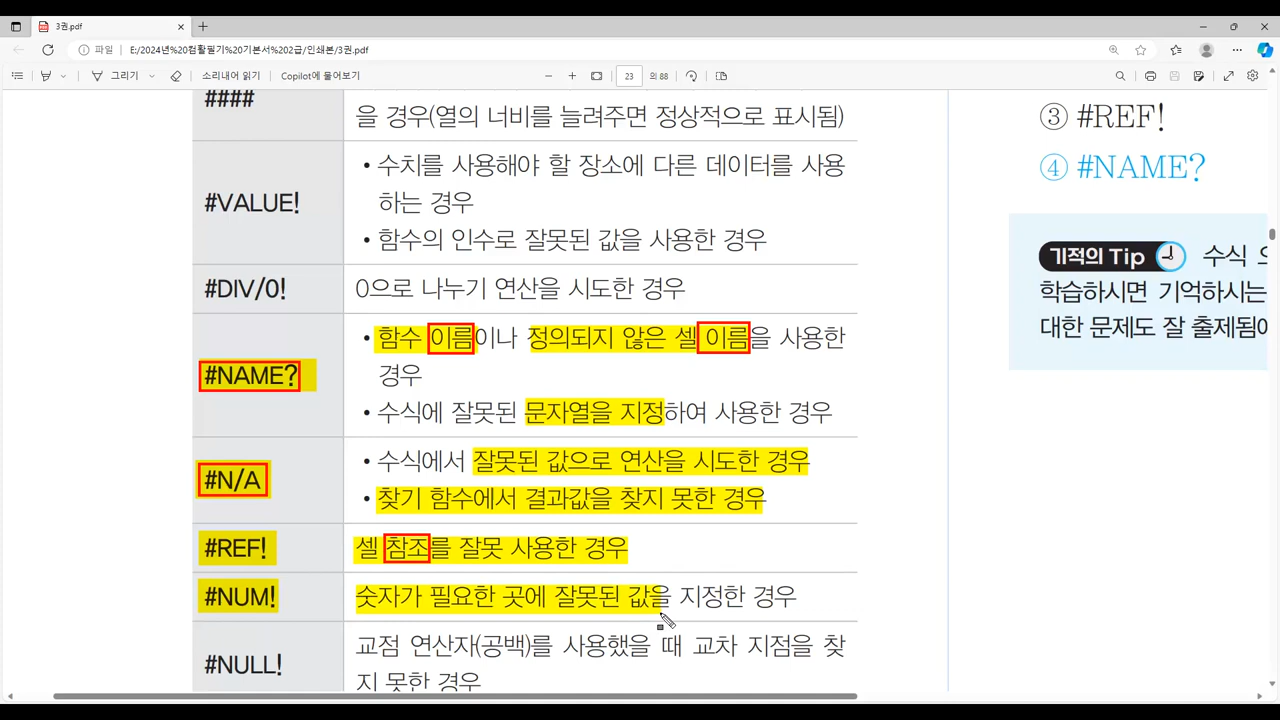 3권.pdf
파일
E:/2024년%20컴활필기%20기본서%202급/인쇄본/3권.pdf
그리기
소리내어 읽기
Copilot에 물어보기
23
의 88
####
을 경우(열의 너비를 늘려주면 정상적으로 표시됨)
#VALUE!
• 수치를 사용해야 할 장소에 다른 데이터를 사용
하는 경우
• 함수의 인수로 잘못된 값을 사용한 경우
#DIV/0!
0으로 나누기 연산을 시도한 경우
#NAME?
• 함수 이름이나 정의되지 않은 셀 이름을 사용한
경우
• 수식에 잘못된 문자열을 지정하여 사용한 경우
#N/A
• 수식에서 잘못된 값으로 연산을 시도한 경우
• 찾기 함수에서 결과값을 찾지 못한 경우
#REF!
셀 참조를 잘못 사용한 경우
#NUM!
숫자가 필요한 곳에 잘못된 값을 지정한 경우
#NULL!
교점 연산자(공백)를 사용했을 때 교차 지점을 찾
지 못한 경우
③ #REF!
④ #NAME?
기적의 Tip 수식
학습하시면 기억하시는
대한 문제도 잘 출제됨에